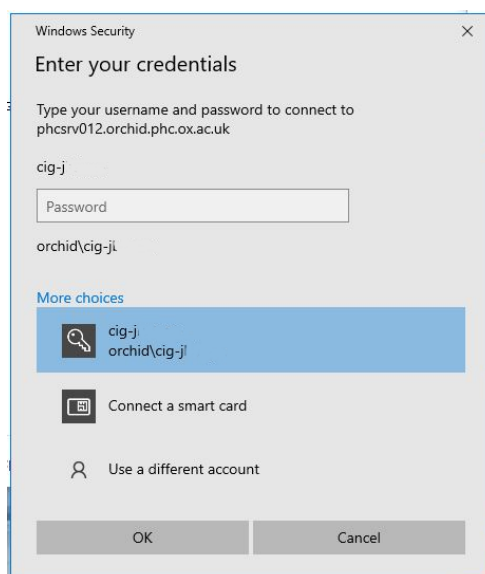 Windows Security
Enter your credentials
Type your username and password to connect to
phcsrv012.orchid.phc.ox.ac.uk
cig-j
Password
orchid\cig-j
More choices
cig-j
orchid\cig-j
Connect a smart card
Use a different account
OK
Cancel